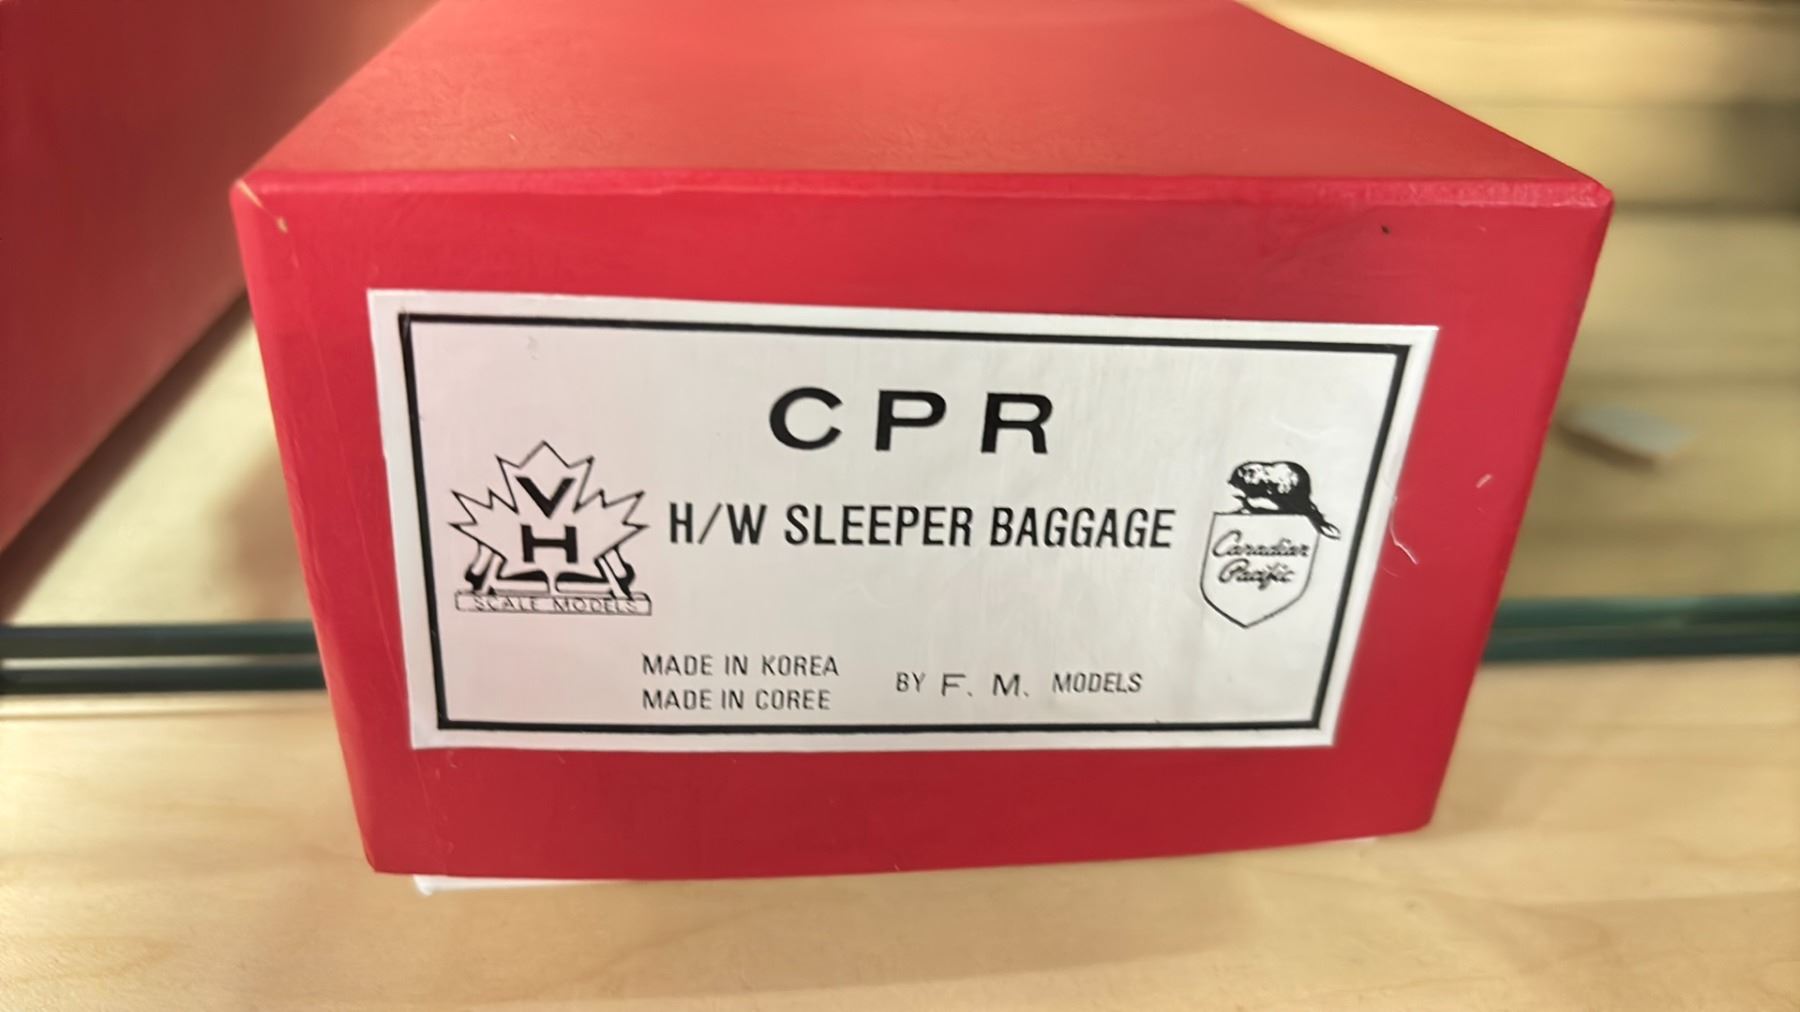 CPR
V
H
SCALE MODELS
H/W SLEEPER BAGGAGE
Canadian
Pacific
MADE IN KOREA
MADE IN COREE
BY F. M. MODELS